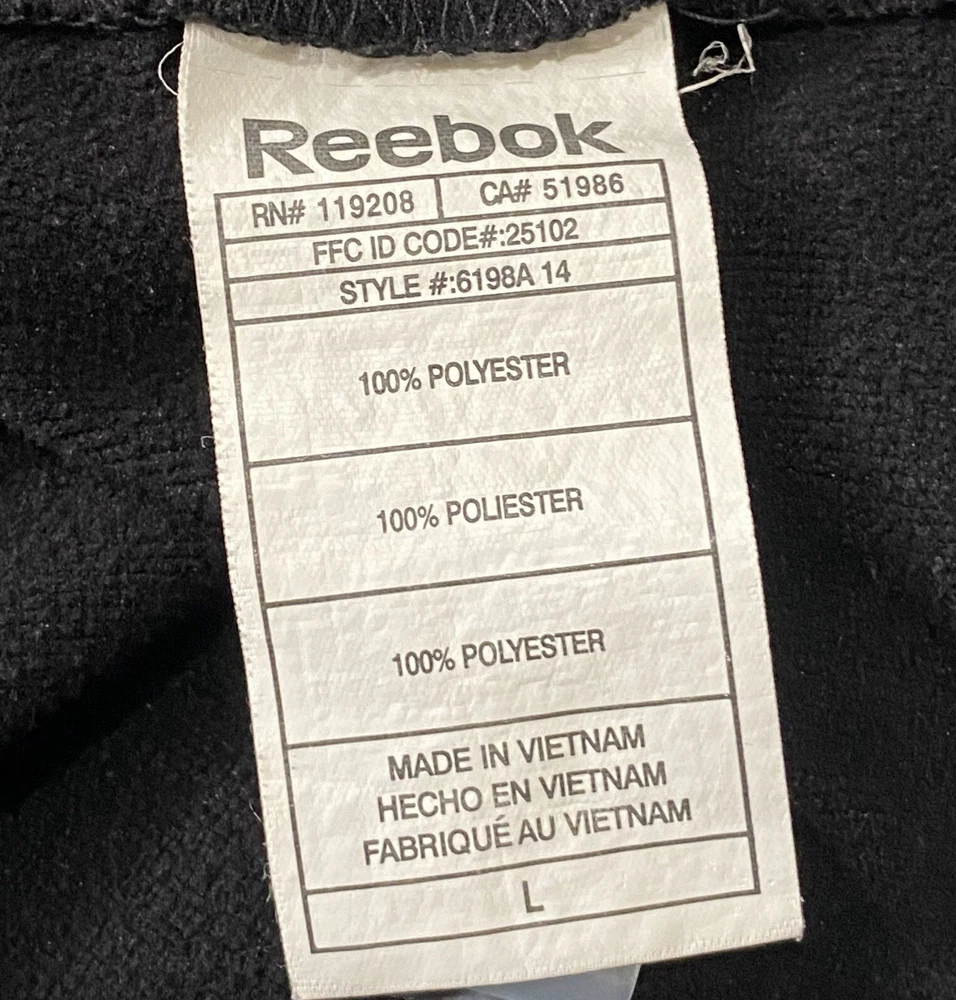 Reebok
RN# 119208 CA# 51986
FFC ID CODE#:25102
STYLE #:6198A 14
100% POLYESTER
100% POLIESTER
100% POLYESTER
MADE IN VIETNAM
HECHO EN VIETNAM
FABRIQUÉ AU VIETNAM
L